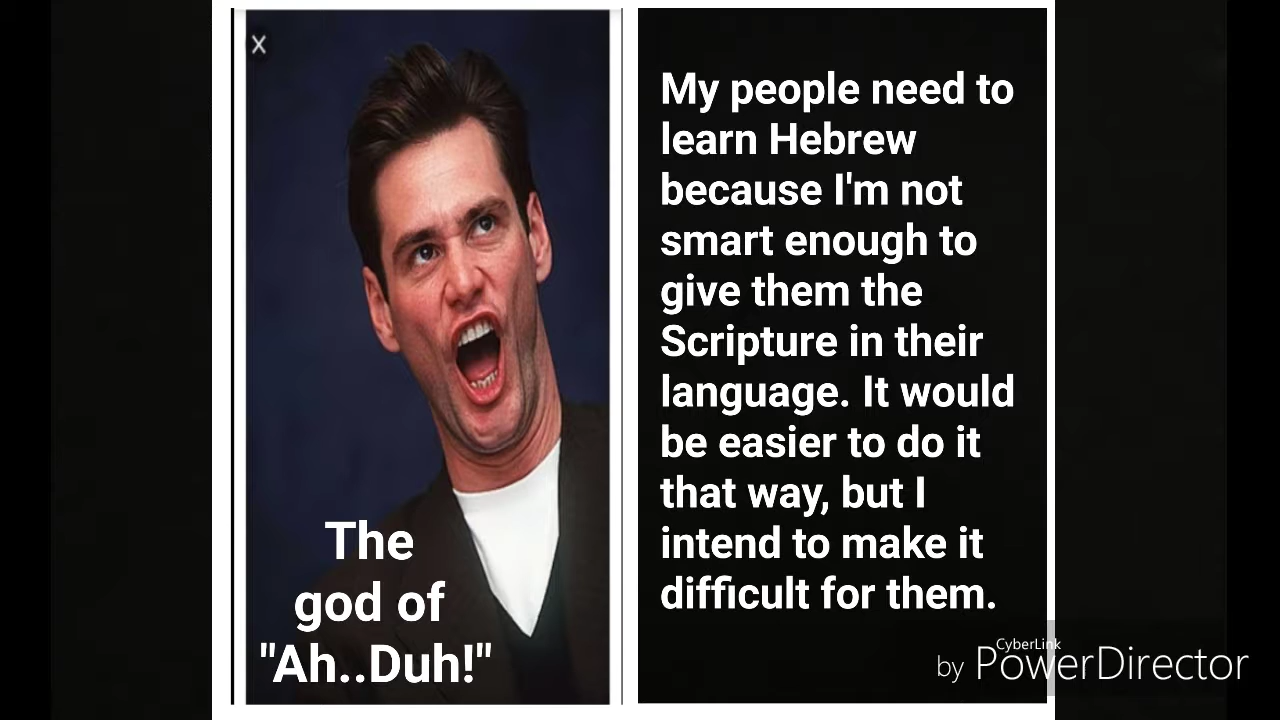 X
The
god of
"Ah..Duh!"
My people need to
learn Hebrew
because I'm not
smart enough to
give them the
Scripture in their
language. It would
be easier to do it
that way, but I
intend to make it
difficult for them.
CyberLink
by PowerDirector